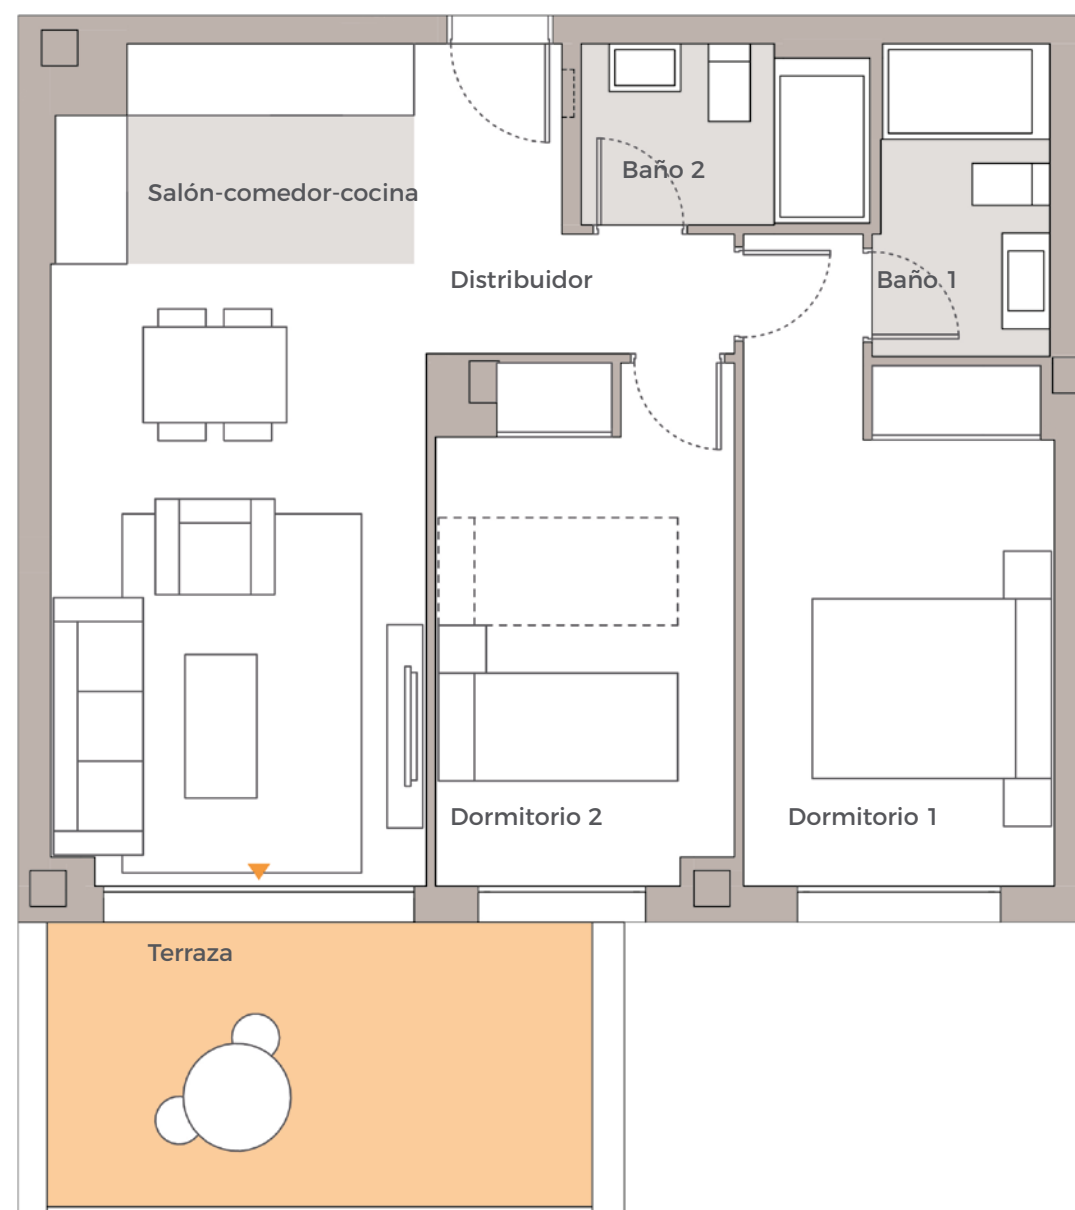 Baño 2
Salón-comedor-cocina
Distribuidor
Baño 1
Dormitorio 2
Dormitorio 1
Terraza